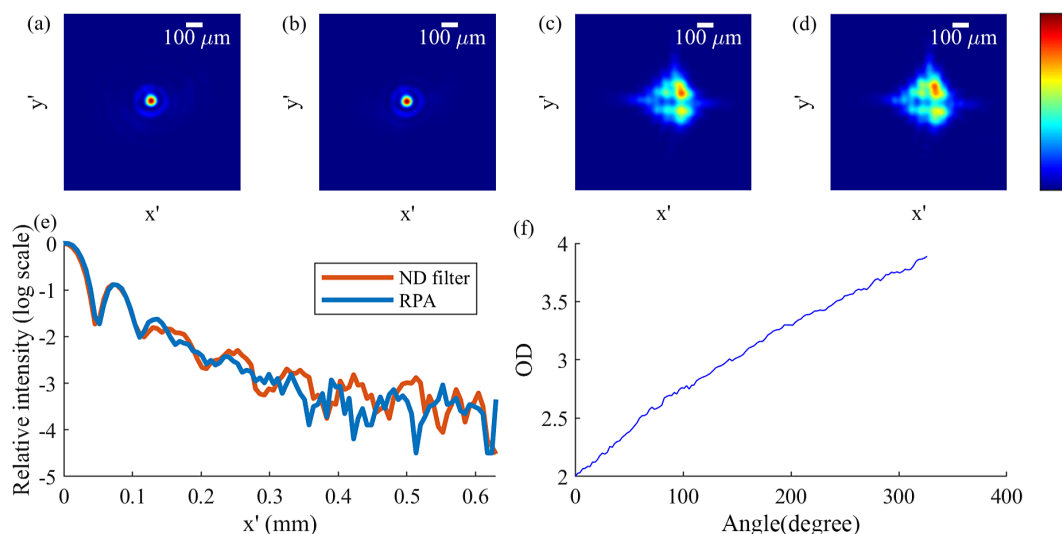 (a)
100 μm
y'
x'
(b)
100 μm
y'
x'
(c)
100 μm
y'
x'
(d)
100 μm
y'
x'
(e)
Relative intensity (log scale)
0
-1
-2
-3
-4
-5
ND filter
RPA
0 0.1 0.2 0.3 0.4 0.5 0.6
x' (mm)
(f)
OD
4
3.5
3
2.5
2
0 100 200 300 400
Angle(degree)